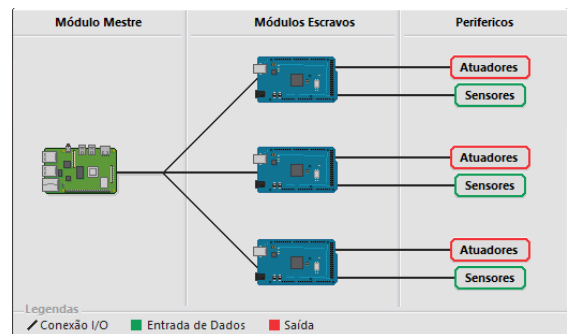 Módulo Mestre
Módulos Escravos
Perifericos
Atuadores
Sensores
Atuadores
Sensores
Atuadores
Sensores
Legendas
Conexão I/O
Entrada de Dados
Saída